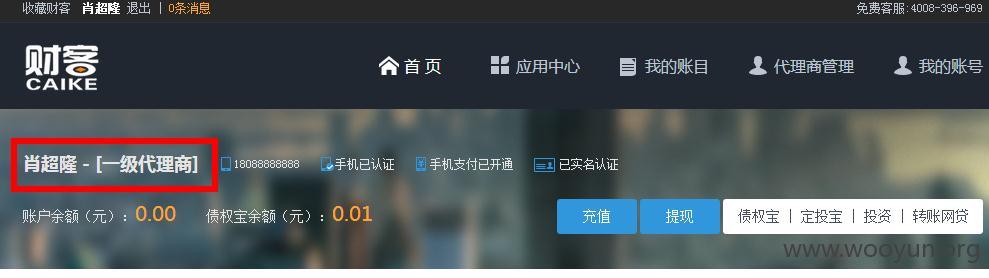 收藏财客 肖超隆 退出 | 0条消息 免费客服:4008-396-969
财客
CAIKE
首 页 应用中心 我的账目 代理商管理 我的账号
肖超隆 - [一级代理商] 18088888888 手机已认证 手机支付已开通 已实名认证
账户余额（元）：0.00 债权宝余额（元）：0.01 充值 提现 债权宝 | 定投宝 | 投资 | 转账网贷
www.wooyun.org